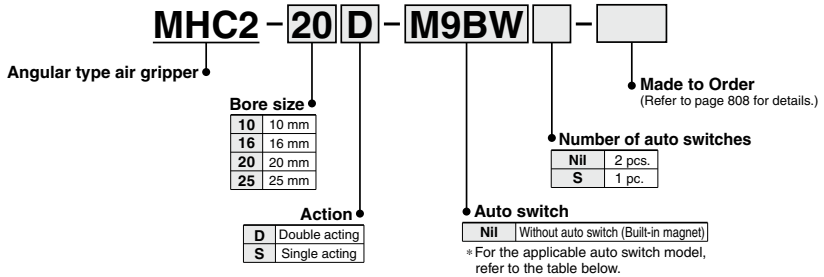 MHC2-20D-M9BW -
Angular type air gripper
Made to Order
(Refer to page 808 for details.)
Bore size
10 10 mm
16 16 mm
20 20 mm
25 25 mm
Number of auto switches
Nil 2 pcs.
S 1 pc.
Action
D Double acting
S Single acting
Auto switch
Nil Without auto switch (Built-in magnet)
*For the applicable auto switch model,
refer to the table below.